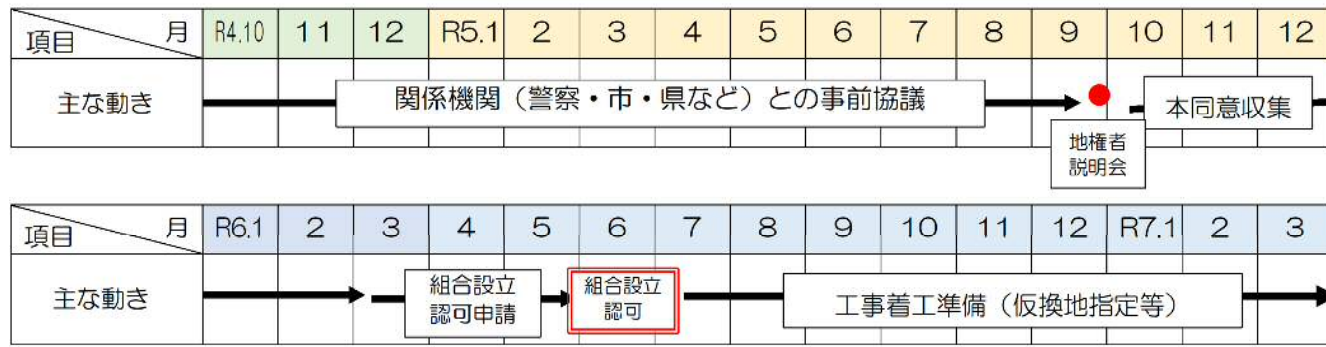 項目 月 R4.10 11 12 R5.1 2 3 4 5 6 7 8 9 10 11 12
主な動き 関係機関（警察・市・県など）との事前協議 本同意収集
地権者
説明会
項目 月 R6.1 2 3 4 5 6 7 8 9 10 11 12 R7.1 2 3
主な動き
組合設立
認可申請
組合設立
認可
工事着工準備（仮換地指定等）